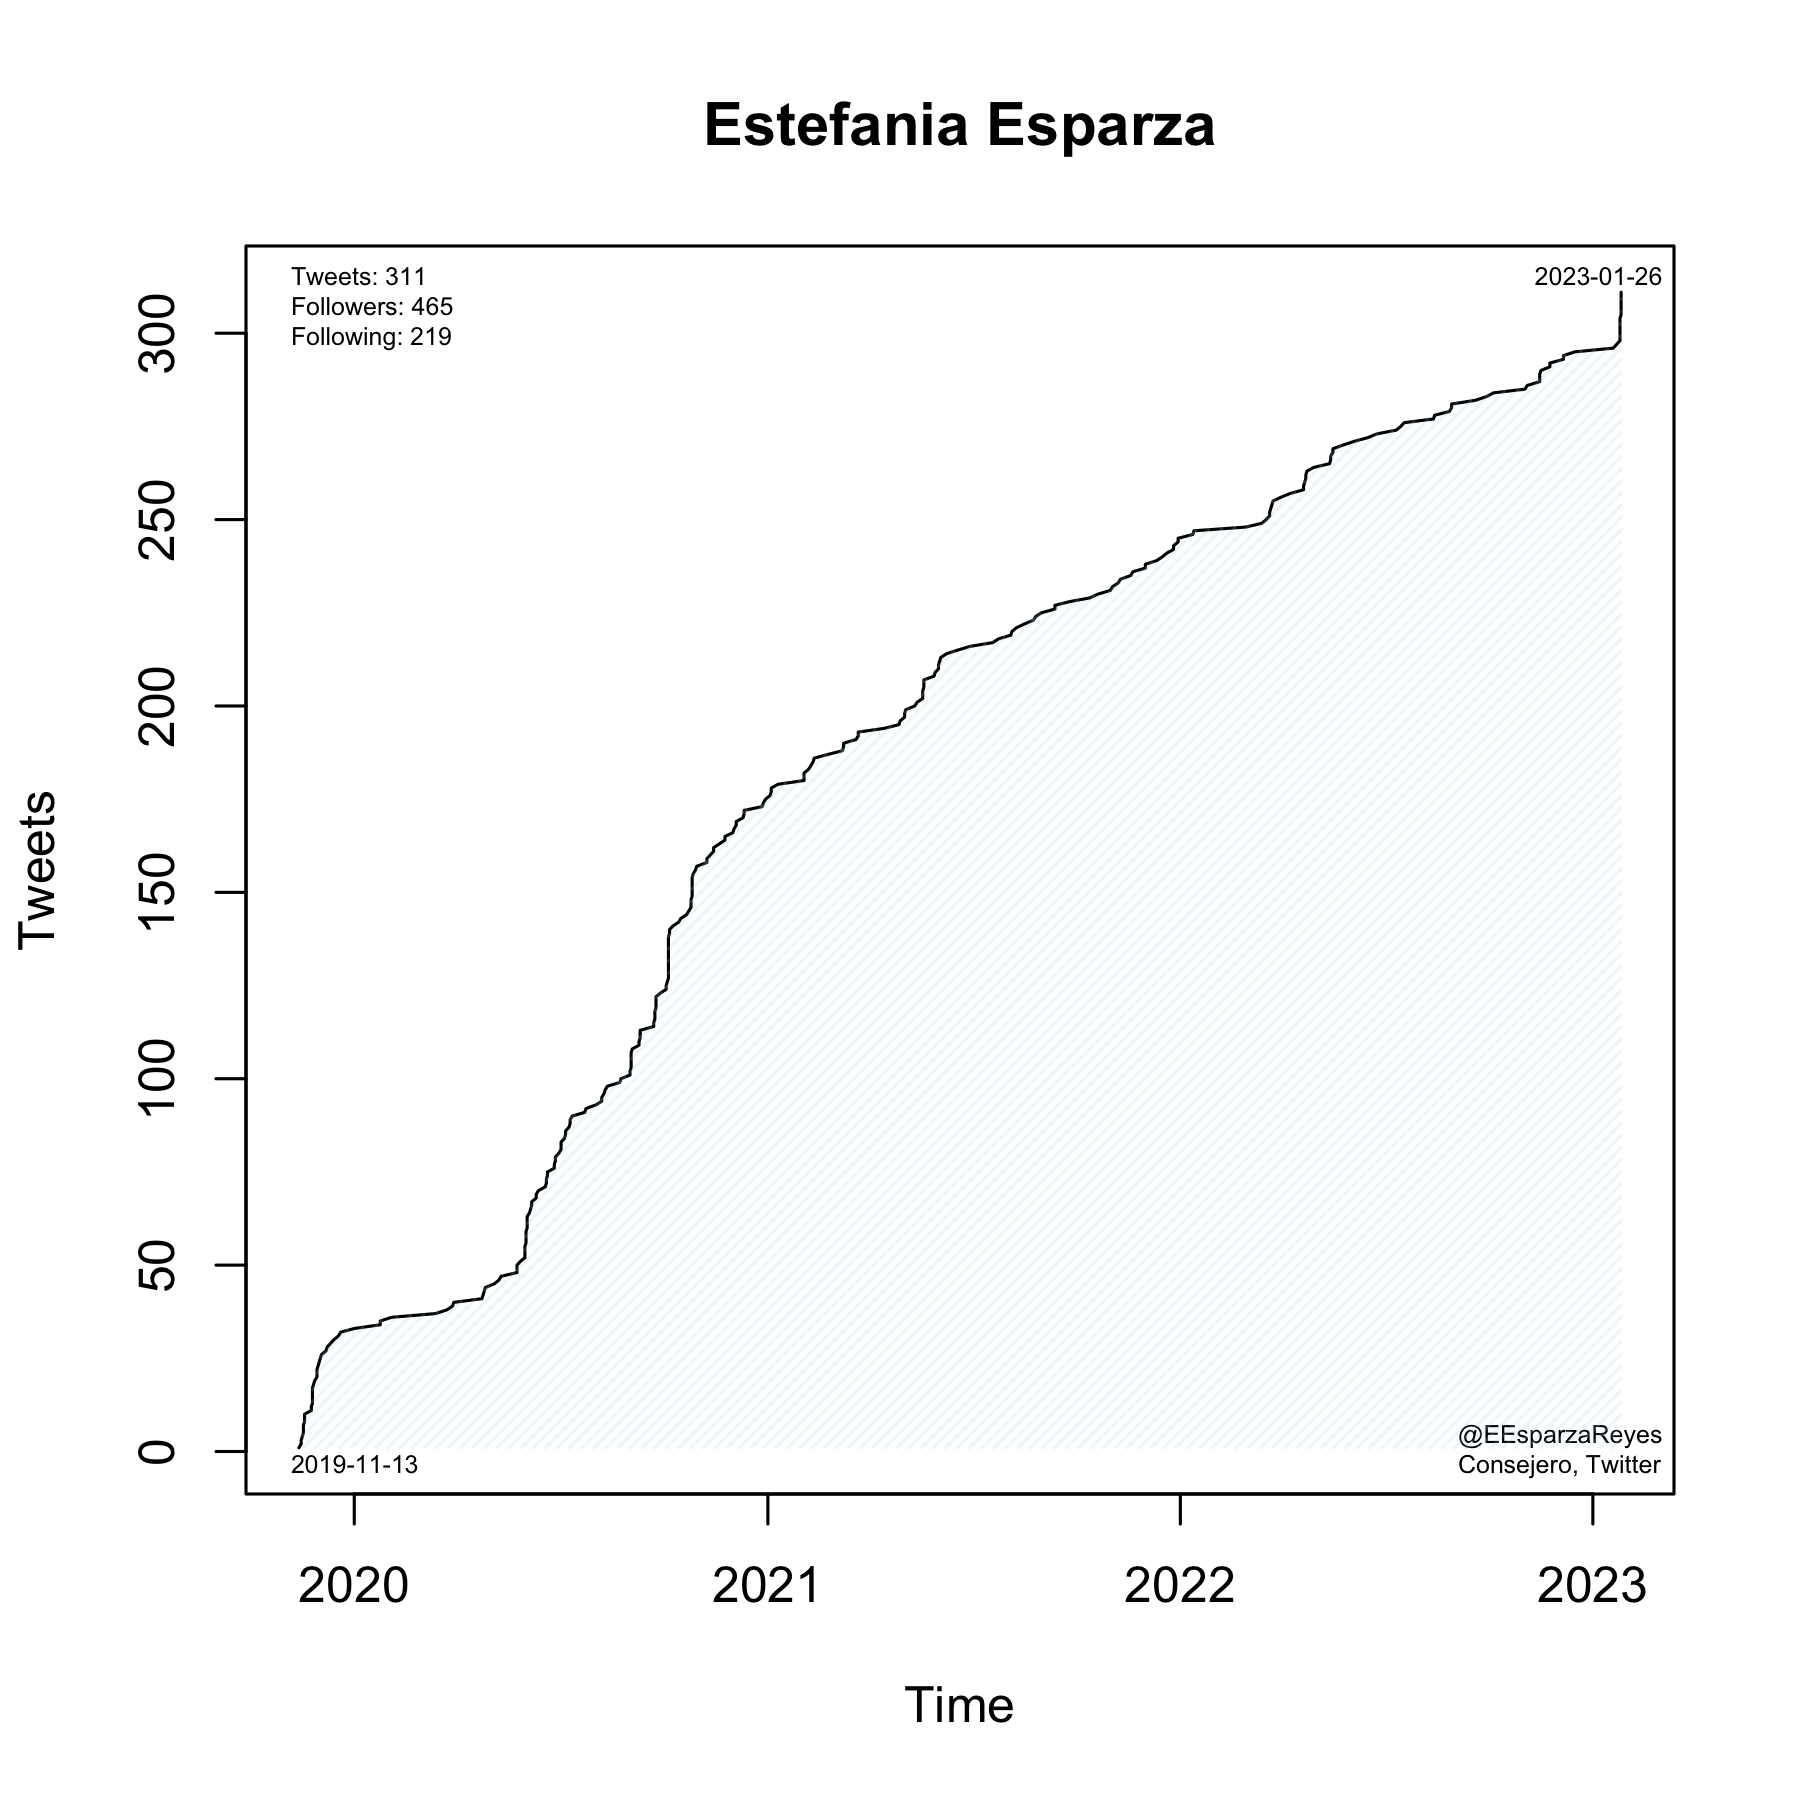 Estefania Esparza
Tweets: 311
Followers: 465
Following: 219
2023-01-26
Tweets
300
250
200
150
100
50
0
@EEsparzaReyes
Consejero, Twitter
2019-11-13
2020
2021
2022
2023
Time